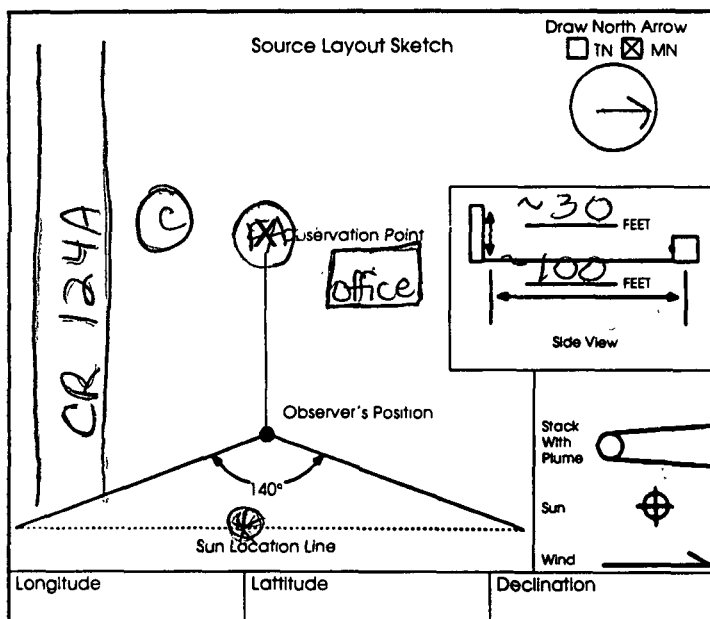 Source Layout Sketch
Draw North Arrow
TN MN
CR 124A
C
Observation Point
office
~30 FEET
~100 FEET
Side View
Observer's Position
140°
Sun Location Line
Stack
With
Plume
Sun
Wind
Longitude Lattitude Declination